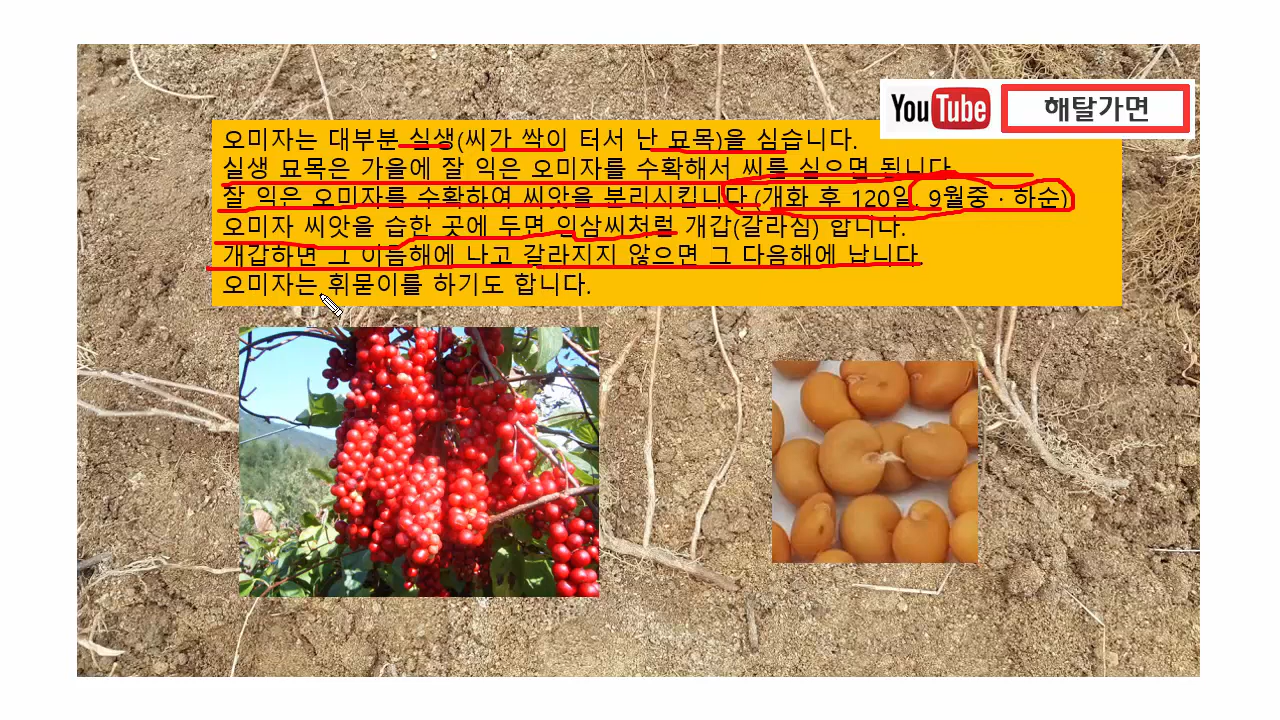 YouTube 해탈가면
오미자는 대부분 실생(씨가 싹이 터서 난 묘목)을 심습니다.
실생 묘목은 가을에 잘 익은 오미자를 수확해서 씨를 심으면 됩니다.
잘 익은 오미자를 수확하여 씨앗을 분리시킵니다.(개화 후 120일, 9월중 · 하순)
오미자 씨앗을 습한 곳에 두면 인삼씨처럼 개갑(갈라짐) 합니다.
개갑하면 그 이듬해에 나고 갈라지지 않으면 그 다음해에 납니다.
오미자는 휘묻이를 하기도 합니다.